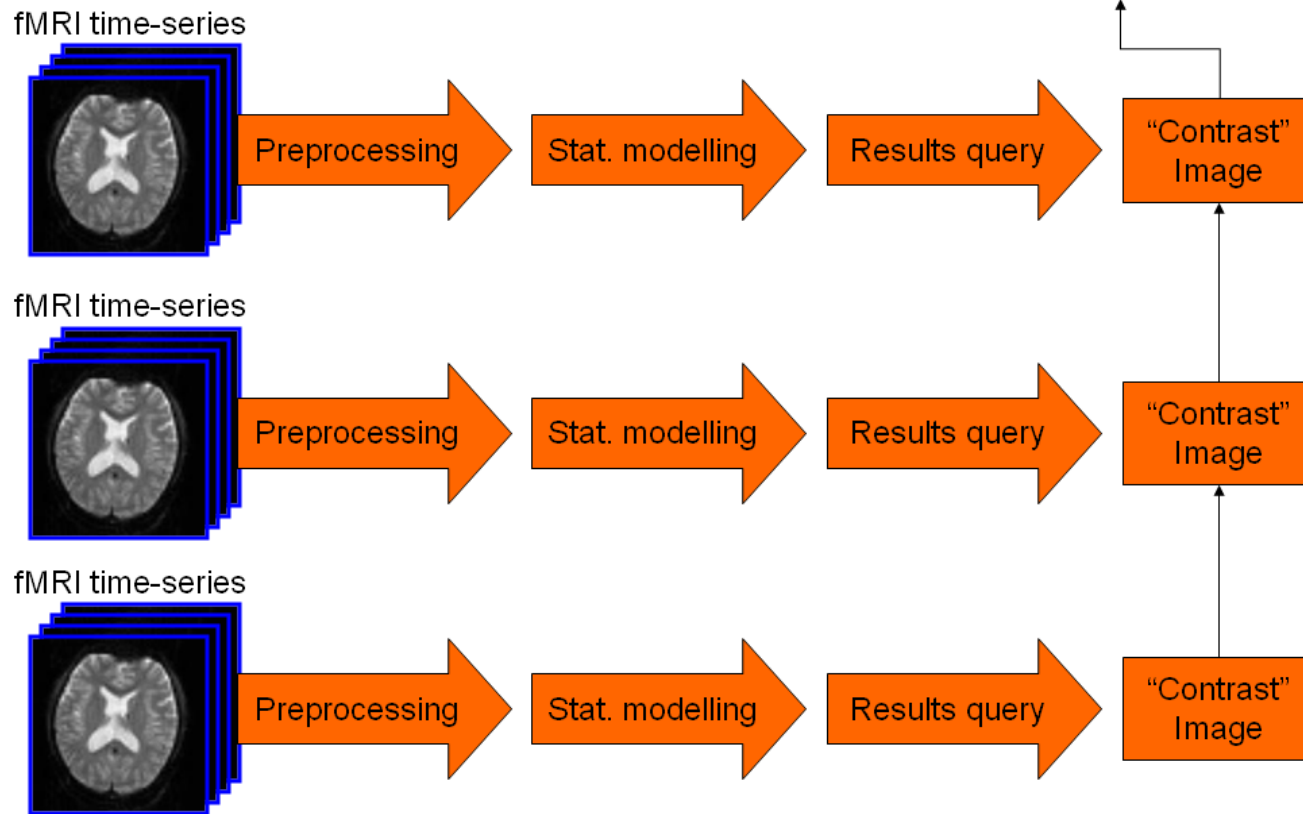 fMRI time-series
Preprocessing
Stat. modelling
Results query
“Contrast”
Image
fMRI time-series
Preprocessing
Stat. modelling
Results query
“Contrast”
Image
fMRI time-series
Preprocessing
Stat. modelling
Results query
“Contrast”
Image